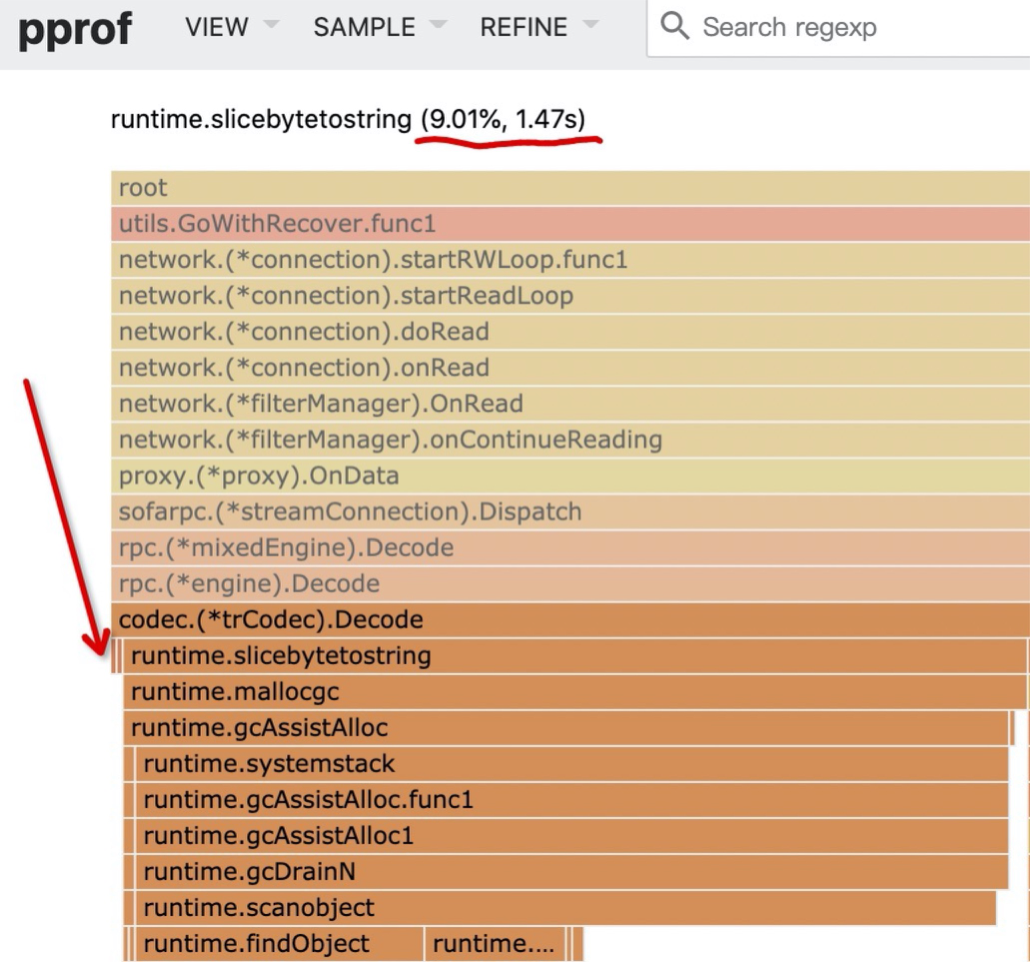 pprof VIEW SAMPLE REFINE Search regexp
runtime.slicebytetostring (9.01%, 1.47s)
root
utils.GoWithRecover.func1
network.(*connection).startRWLoop.func1
network.(*connection).startReadLoop
network.(*connection).doRead
network.(*connection).onRead
network.(*filterManager).OnRead
network.(*filterManager).onContinueReading
proxy.(*proxy).OnData
sofarpc.(*streamConnection).Dispatch
rpc.(*mixedEngine).Decode
rpc.(*engine).Decode
codec.(*trCodec).Decode
runtime.slicebytetostring
runtime.mallocgc
runtime.gcAssistAlloc
runtime.systemstack
runtime.gcAssistAlloc.func1
runtime.gcAssistAlloc1
runtime.gcDrainN
runtime.scanobject
runtime.findObject runtime....